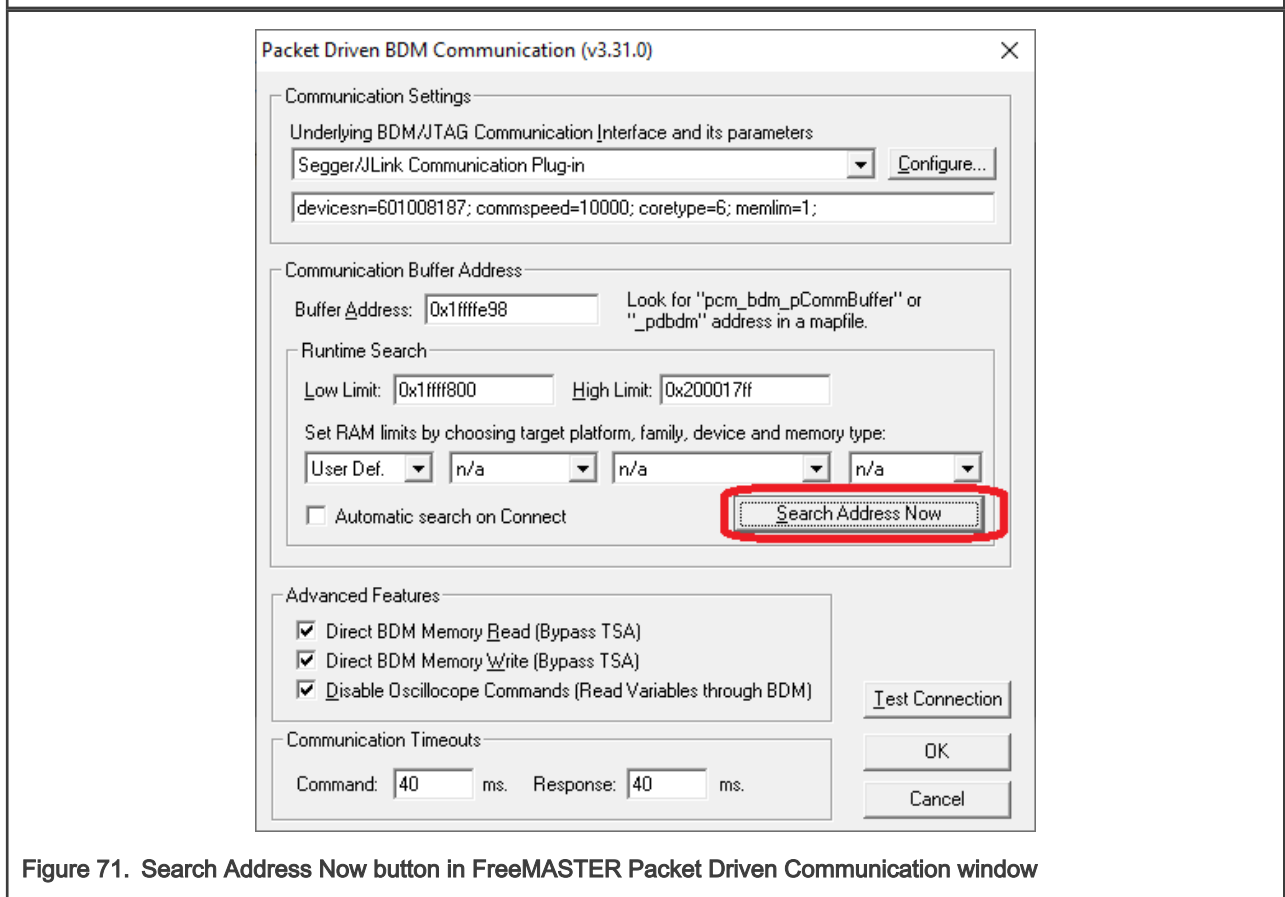 Packet Driven BDM Communication (v3.31.0)
Communication Settings
Underlying BDM/JTAG Communication Interface and its parameters
Segger/JLink Communication Plug-in
Configure...
devicesn=601008187; commspeed=10000; coretype=6; memlim=1;
Communication Buffer Address
Buffer Address: 0x1ffffe98
Look for "pcm_bdm_pCommBuffer" or
"_pdbdm" address in a mapfile.
Runtime Search
Low Limit: 0x1ffff800 High Limit: 0x200017ff
Set RAM limits by choosing target platform, family, device and memory type:
User Def. n/a n/a n/a
Automatic search on Connect
Search Address Now
Advanced Features
Direct BDM Memory Read (Bypass TSA)
Direct BDM Memory Write (Bypass TSA)
Disable Oscillocope Commands (Read Variables through BDM)
Test Connection
Communication Timeouts
Command: 40 ms. Response: 40 ms.
OK
Cancel
Figure 71. Search Address Now button in FreeMASTER Packet Driven Communication window